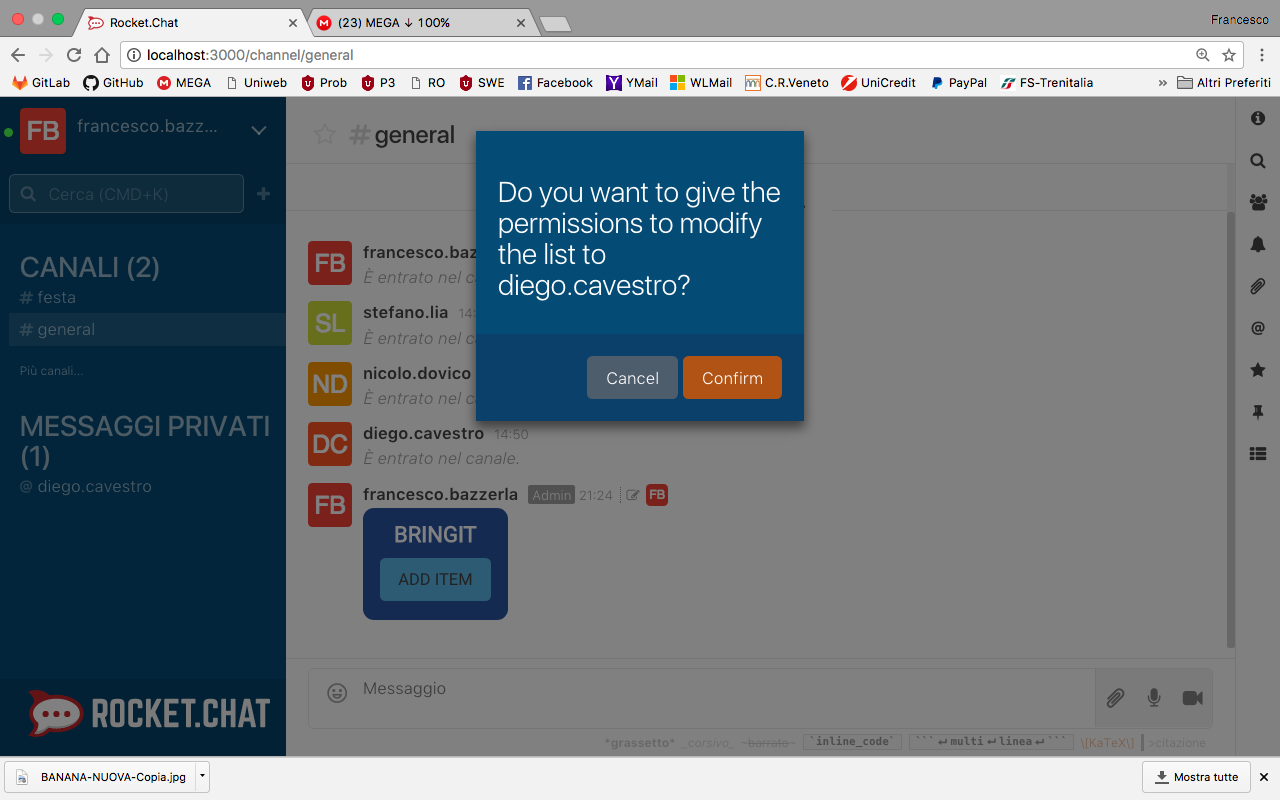 Rocket.Chat
(23) MEGA ↓ 100%
Francesco
localhost:3000/channel/general
GitLab GitHub MEGA Uniweb Prob P3 RO SWE Facebook YMail WLMail C.R.Veneto UniCredit PayPal FS-Trenitalia » Altri Preferiti
FB francesco.bazz...
Cerca (CMD+K)
CANALI (2)
# festa
# general
Più canali...
MESSAGGI PRIVATI
(1)
@ diego.cavestro
ROCKET.CHAT
#general
Do you want to give the
permissions to modify
the list to
diego.cavestro?
Cancel Confirm
FB francesco.baz
È entrato nel c
SL stefano.lia 14:
È entrato nel c
ND nicolo.dovico
È entrato nel c
DC diego.cavestro 14:50
È entrato nel canale.
FB francesco.bazzerla Admin 21:24 FB
BRINGIT
ADD ITEM
Messaggio
*grassetto* _corsivo_ ~barrato~ `inline_code` ```↵multi↵linea↵``` \[KaTeX\] >citazione
BANANA-NUOVA-Copia.jpg
Mostra tutte